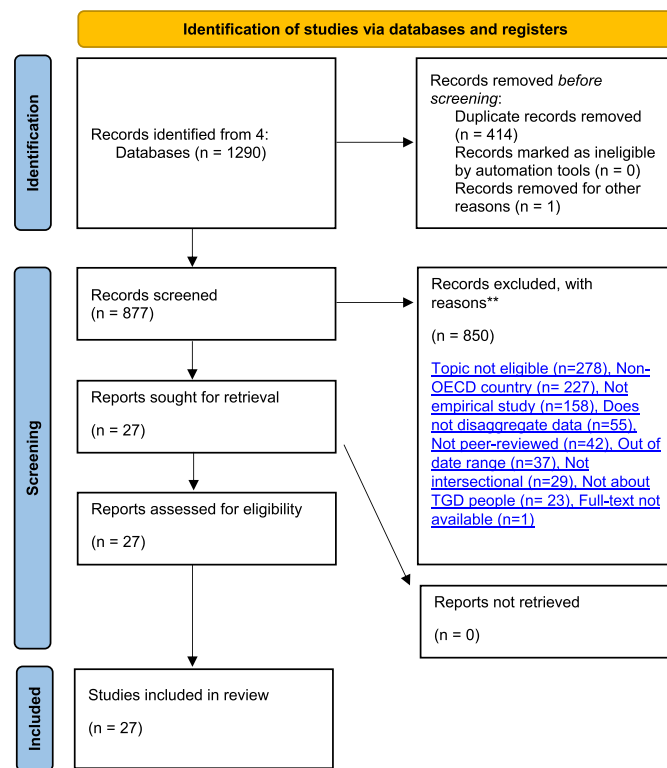 Identification of studies via databases and registers
Identification
Records identified from 4:
Databases (n = 1290)
Records removed before
screening:
Duplicate records removed
(n = 414)
Records marked as ineligible
by automation tools (n = 0)
Records removed for other
reasons (n = 1)
Screening
Records screened
(n = 877)
Records excluded, with
reasons**
(n = 850)
Topic not eligible (n=278), Non-
OECD country (n= 227), Not
empirical study (n=158), Does
not disaggregate data (n=55),
Not peer-reviewed (n=42), Out of
date range (n=37), Not
intersectional (n=29), Not about
TGD people (n= 23), Full-text not
available (n=1)
Reports sought for retrieval
(n = 27)
Reports not retrieved
(n = 0)
Reports assessed for eligibility
(n = 27)
Included
Studies included in review
(n = 27)